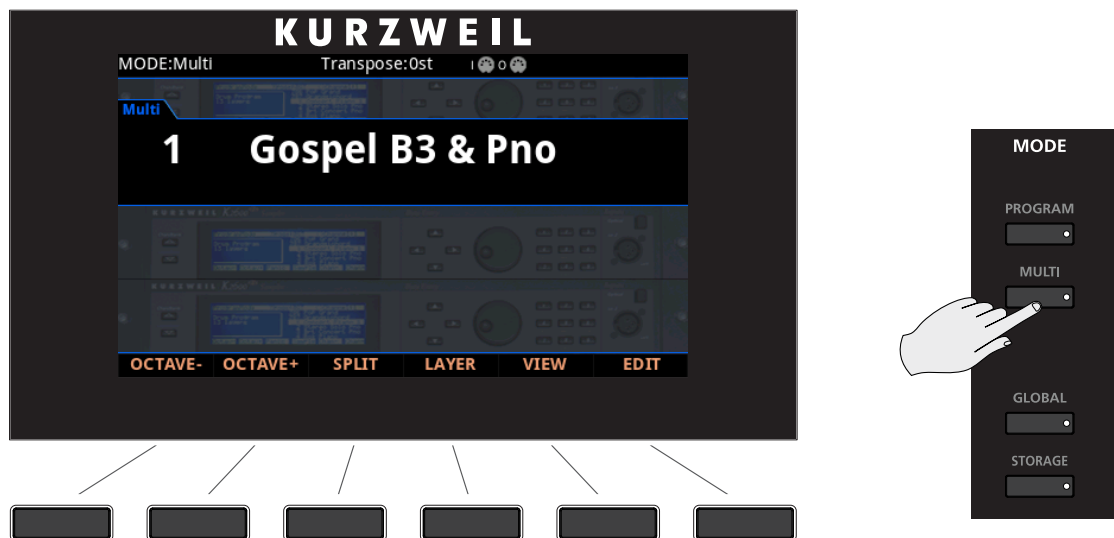 KURZWEIL
MODE:Multi Transpose:0st I O
Multi
1 Gospel B3 & Pno
OCTAVE- OCTAVE+ SPLIT LAYER VIEW EDIT
MODE
PROGRAM
MULTI
GLOBAL
STORAGE